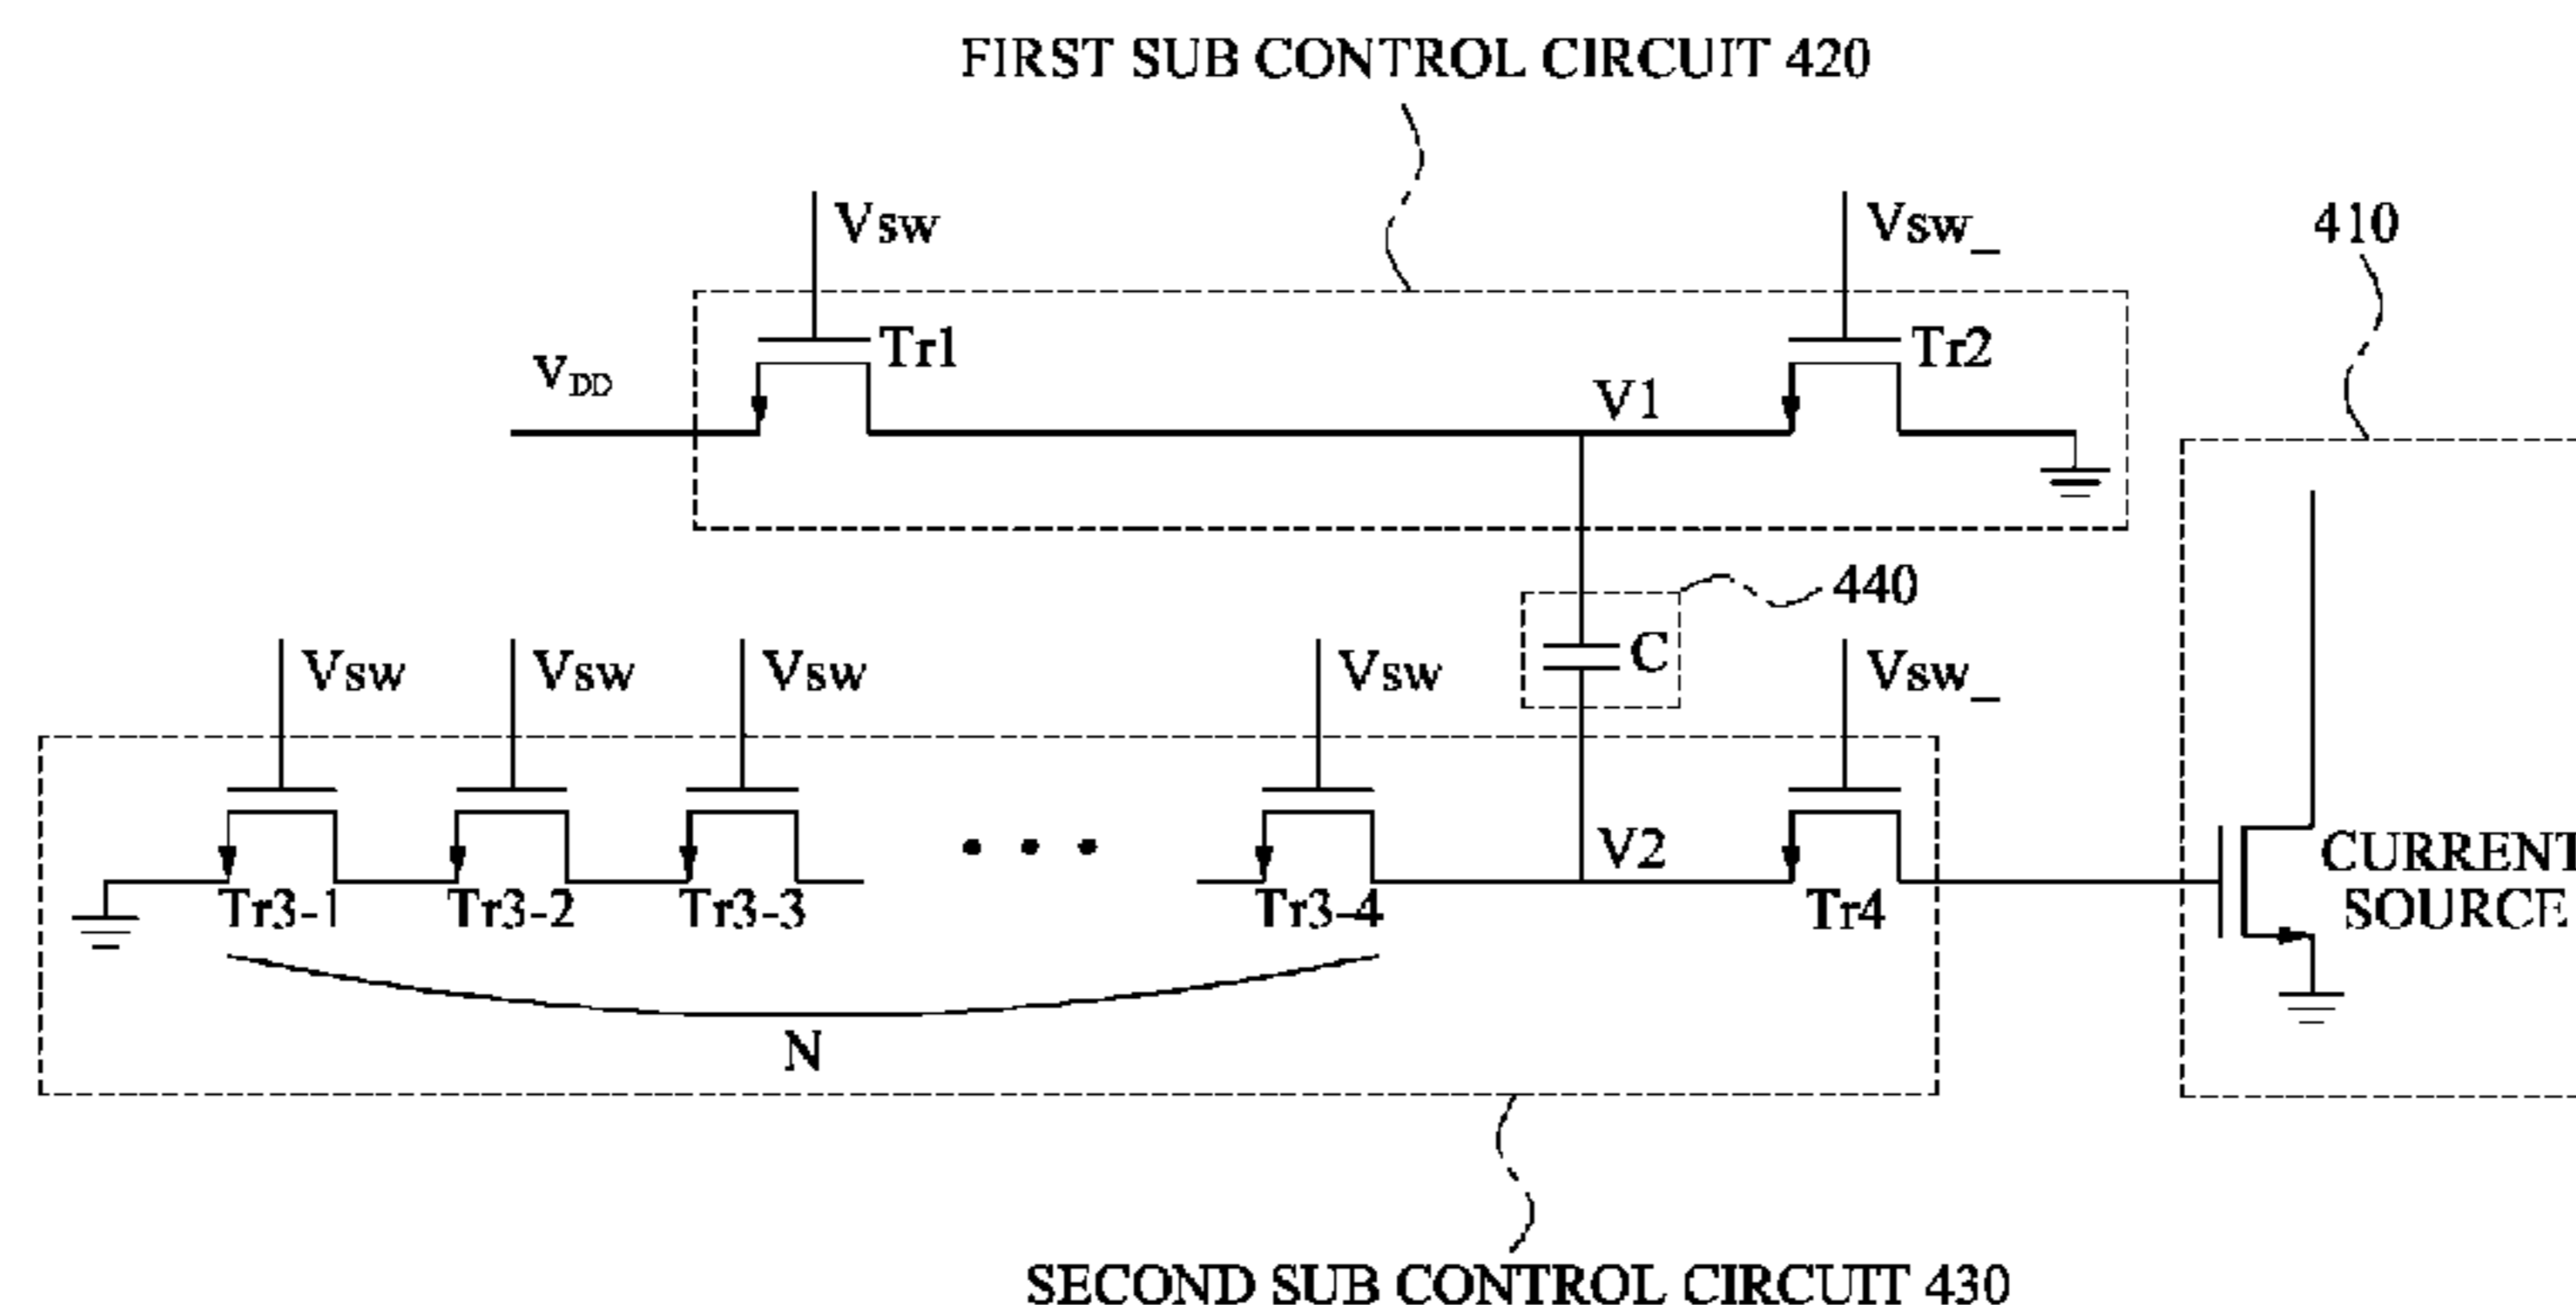 FIRST SUB CONTROL CIRCUIT 420
Vsw
Vsw_
410
Tr1
Tr2
VDD
V1
440
C
Vsw
Vsw
Vsw
Vsw
Vsw_
V2
CURRENT
SOURCE
Tr3-1
Tr3-2
Tr3-3
Tr3-4
Tr4
N
SECOND SUB CONTROL CIRCUIT 430